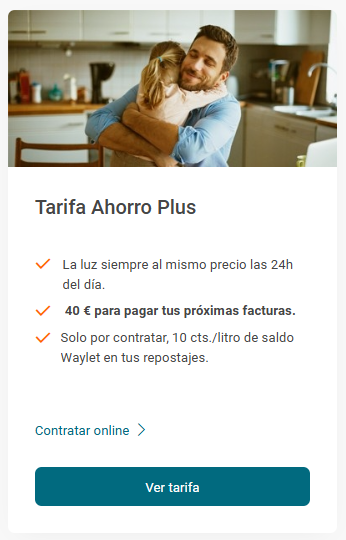 Tarifa Ahorro Plus
La luz siempre al mismo precio las 24h
del día.
40 € para pagar tus próximas facturas.
Solo por contratar, 10 cts./litro de saldo
Waylet en tus repostajes.
Contratar online
Ver tarifa